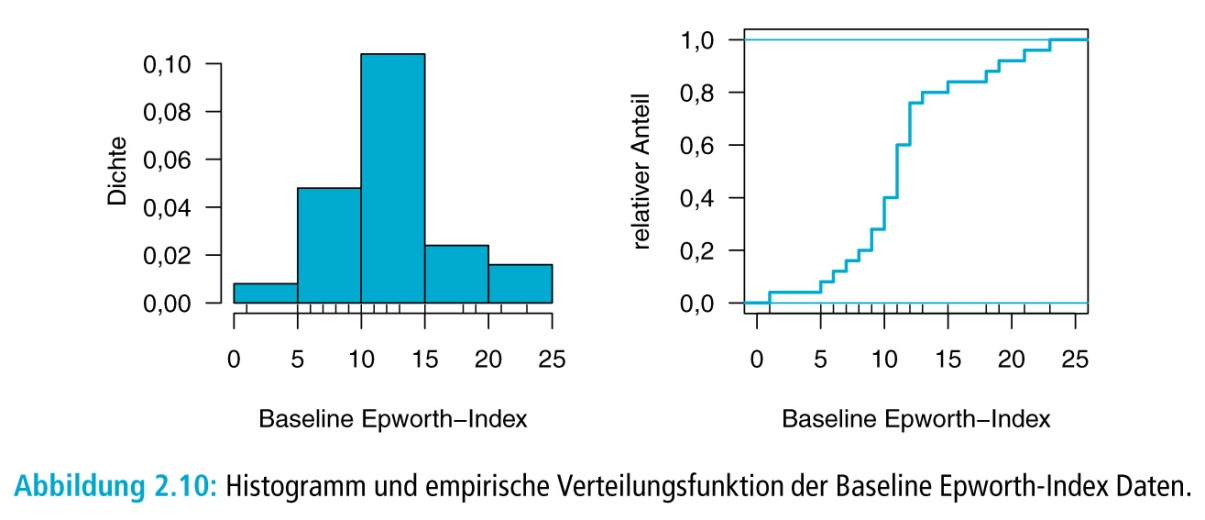 Dichte
0,10
0,08
0,06
0,04
0,02
0,00
0 5 10 15 20 25
Baseline Epworth–Index
relativer Anteil
1,0
0,8
0,6
0,4
0,2
0,0
0 5 10 15 20 25
Baseline Epworth–Index
Abbildung 2.10: Histogramm und empirische Verteilungsfunktion der Baseline Epworth-Index Daten.